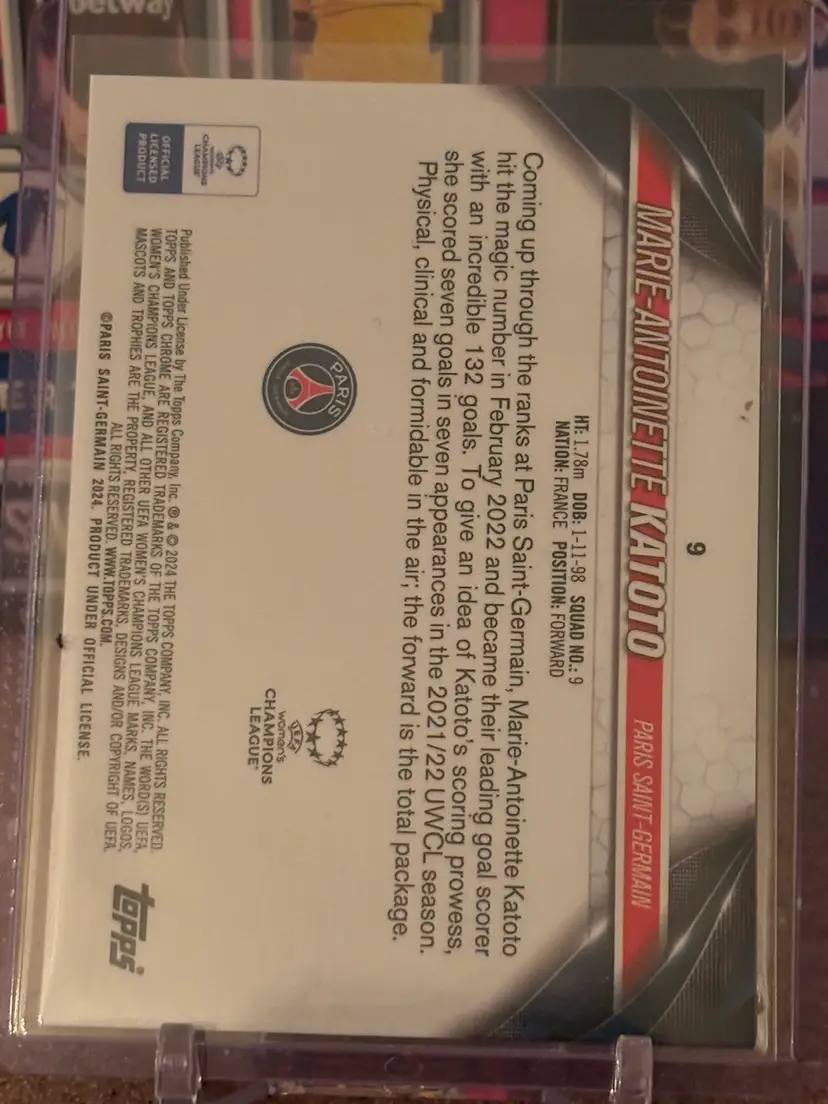 9
MARIE-ANTOINETTE KATOTO PARIS SAINT-GERMAIN
HT: 1.78m DOB: 1-11-98 SQUAD NO.: 9
NATION: FRANCE POSITION: FORWARD
Coming up through the ranks at Paris Saint-Germain, Marie-Antoinette Katoto
hit the magic number in February 2022 and became their leading goal scorer
with an incredible 132 goals. To give an idea of Katoto's scoring prowess,
she scored seven goals in seven appearances in the 2021/22 UWCL season.
Physical, clinical and formidable in the air; the forward is the total package.
PARIS
UEFA
women's
CHAMPIONS
LEAGUE™
UEFA
women's
CHAMPIONS
LEAGUE™
OFFICIAL
LICENSED
PRODUCT
Published Under License by The Topps Company, Inc. ® & © 2024 THE TOPPS COMPANY, INC. ALL RIGHTS RESERVED.
TOPPS AND TOPPS CHROME ARE REGISTERED TRADEMARKS OF THE TOPPS COMPANY, INC. THE WORD(S) UEFA,
WOMEN'S CHAMPIONS LEAGUE, AND ALL OTHER UEFA WOMEN'S CHAMPIONS LEAGUE MARKS, NAMES, LOGOS,
MASCOTS AND TROPHIES ARE THE PROPERTY, REGISTERED TRADEMARKS, DESIGNS AND/OR COPYRIGHT OF UEFA.
ALL RIGHTS RESERVED. WWW.TOPPS.COM.
©PARIS SAINT-GERMAIN 2024. PRODUCT UNDER OFFICIAL LICENSE.
topps
betway